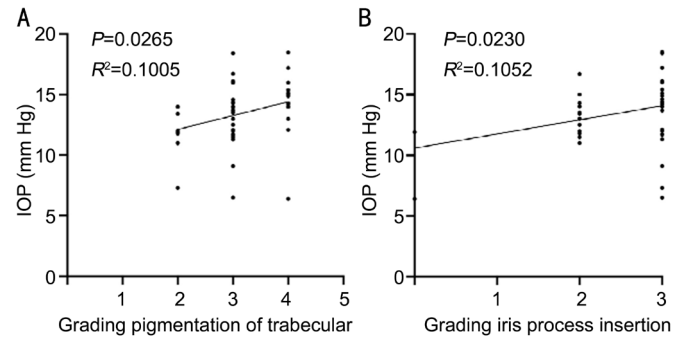 A
P=0.0265
R²=0.1005
20
15
10
5
0
IOP (mm Hg)
1 2 3 4 5
Grading pigmentation of trabecular
B
P=0.0230
R²=0.1052
20
15
10
5
0
IOP (mm Hg)
1 2 3
Grading iris process insertion